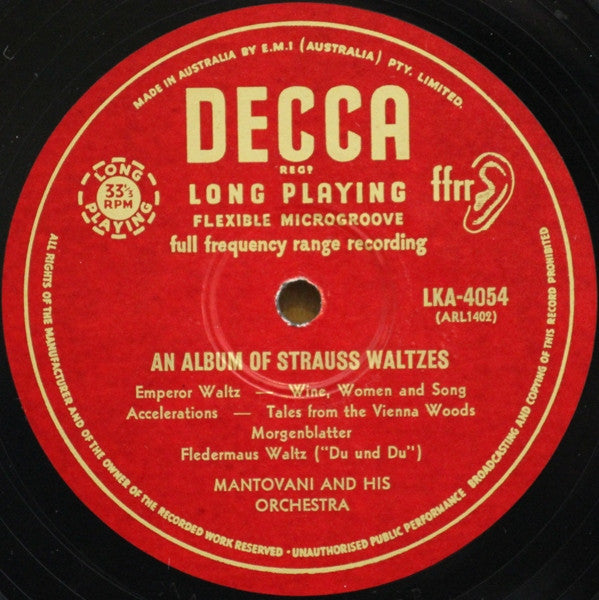 MADE IN AUSTRALIA BY E.M.I (AUSTRALIA) PTY. LIMITED.
DECCA
REGD
LONG PLAYING
FLEXIBLE MICROGROOVE
full frequency range recording
LONG
33⅓
RPM
PLAYING
ffrr
LKA-4054
(ARL1402)
AN ALBUM OF STRAUSS WALTZES
Emperor Waltz — Wine, Women and Song
Accelerations — Tales from the Vienna Woods
Morgenblatter
Fledermaus Waltz ("Du und Du")
MANTOVANI AND HIS
ORCHESTRA
ALL RIGHTS OF THE MANUFACTURER AND OF THE OWNER OF THE RECORDED WORK RESERVED · UNAUTHORISED PUBLIC PERFORMANCE BROADCASTING AND COPYING OF THIS RECORD PROHIBITED